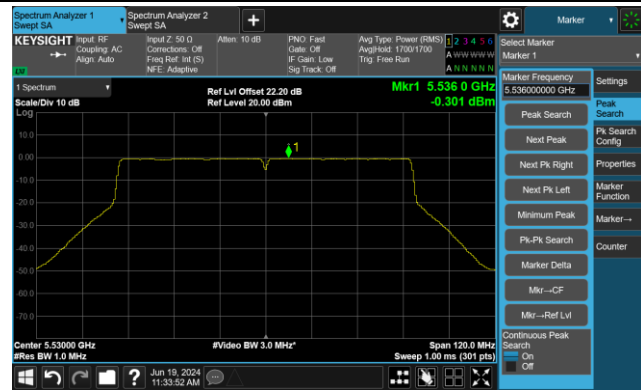 Spectrum Analyzer 1
Swept SA
Spectrum Analyzer 2
Swept SA
+
Marker
KEYSIGHT
Input: RF
Coupling: AC
Align: Auto
Input Z: 50 Ω
Corrections: Off
Freq Ref: Int (S)
NFE: Adaptive
Atten: 10 dB
PNO: Fast
Gate: Off
IF Gain: Low
Sig Track: Off
Avg Type: Power (RMS)
Avg|Hold: 1700/1700
Trig: Free Run
1 2 3 4 5 6
A W W W W W
A N N N N N
LXI
Select Marker
Marker 1
1 Spectrum
Scale/Div 10 dB
Log
Ref Lvl Offset 22.20 dB
Ref Level 20.00 dBm
Mkr1 5.536 0 GHz
-0.301 dBm
1
10.0
0.00
-10.0
-20.0
-30.0
-40.0
-50.0
-60.0
-70.0
Center 5.53000 GHz
#Res BW 1.0 MHz
#Video BW 3.0 MHz*
Span 120.0 MHz
Sweep 1.00 ms (301 pts)
Marker Frequency
5.536000000 GHz
Peak Search
Next Peak
Next Pk Right
Next Pk Left
Minimum Peak
Pk-Pk Search
Marker Delta
Mkr→CF
Mkr→Ref Lvl
Continuous Peak
Search
On
Off
Settings
Peak
Search
Pk Search
Config
Properties
Marker
Function
Marker→
Counter
?
Jun 19, 2024
11:33:52 AM